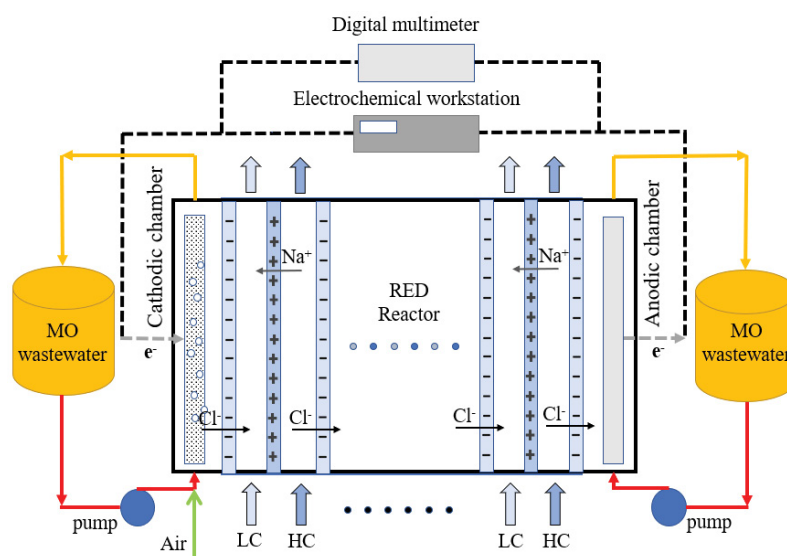 Digital multimeter
Electrochemical workstation
Cathodic chamber
Anodic chamber
Na⁺
Na⁺
RED
Reactor
MO
wastewater
MO
wastewater
e⁻
e⁻
Cl⁻
Cl⁻
Cl⁻
Cl⁻
pump
pump
Air
LC
HC
LC
HC